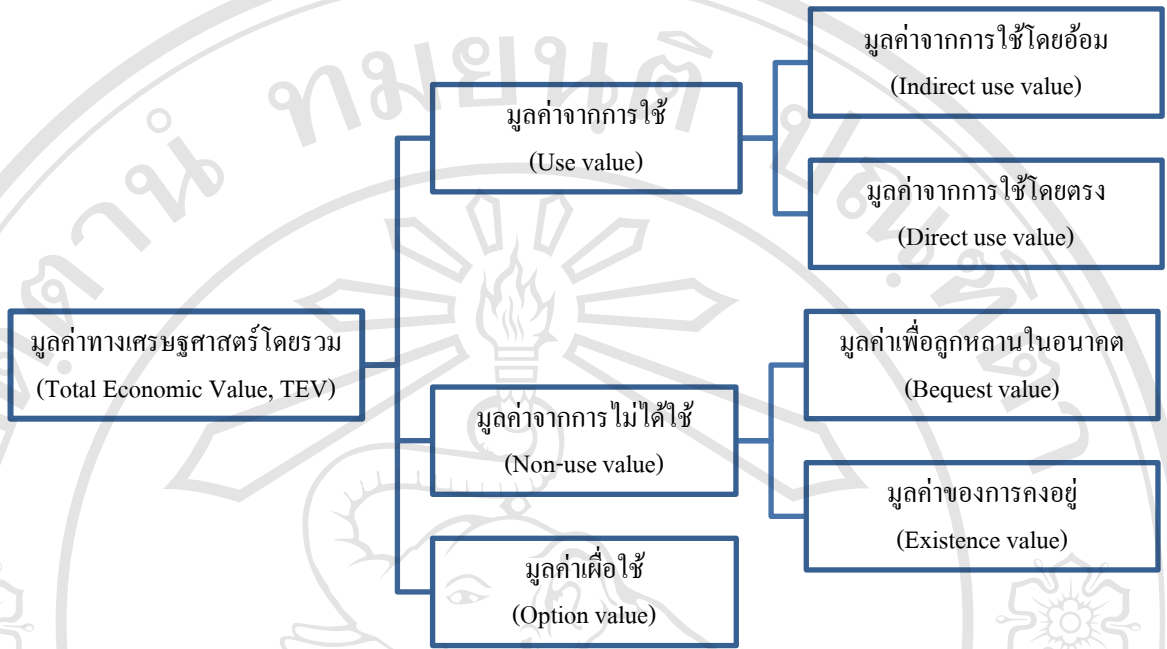 มูลค่าทางเศรษฐศาสตร์โดยรวม
(Total Economic Value, TEV)
มูลค่าจากการใช้
(Use value)
มูลค่าจากการใช้โดยอ้อม
(Indirect use value)
มูลค่าจากการใช้โดยตรง
(Direct use value)
มูลค่าจากการไม่ได้ใช้
(Non-use value)
มูลค่าเพื่อลูกหลานในอนาคต
(Bequest value)
มูลค่าของการคงอยู่
(Existence value)
มูลค่าเผื่อใช้
(Option value)
ทมยนฺติ